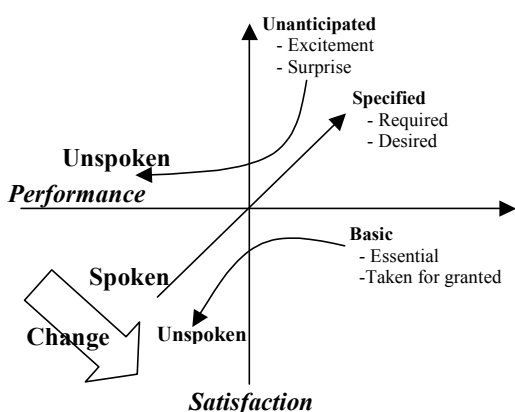 Unanticipated
- Excitement
- Surprise
Specified
- Required
- Desired
Unspoken
Performance
Basic
- Essential
-Taken for granted
Spoken
Change
Unspoken
Satisfaction